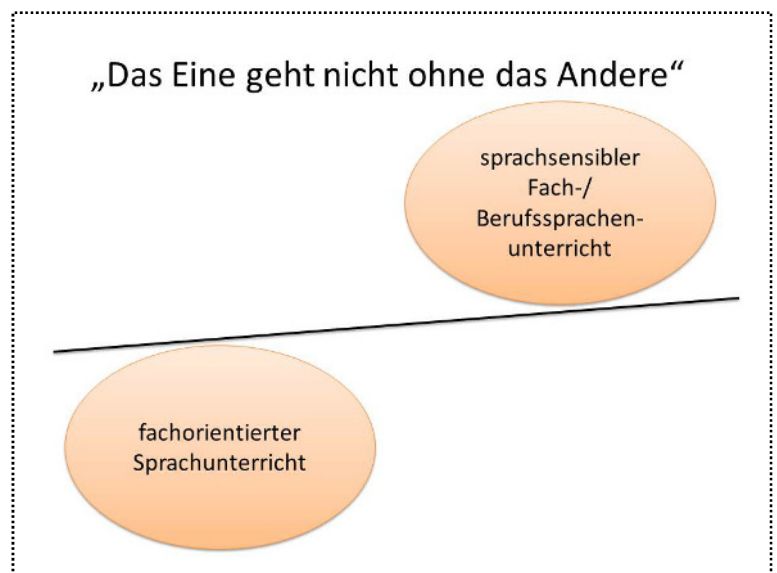 „Das Eine geht nicht ohne das Andere“
sprachsensibler
Fach-/
Berufssprachen-
unterricht
fachorientierter
Sprachunterricht